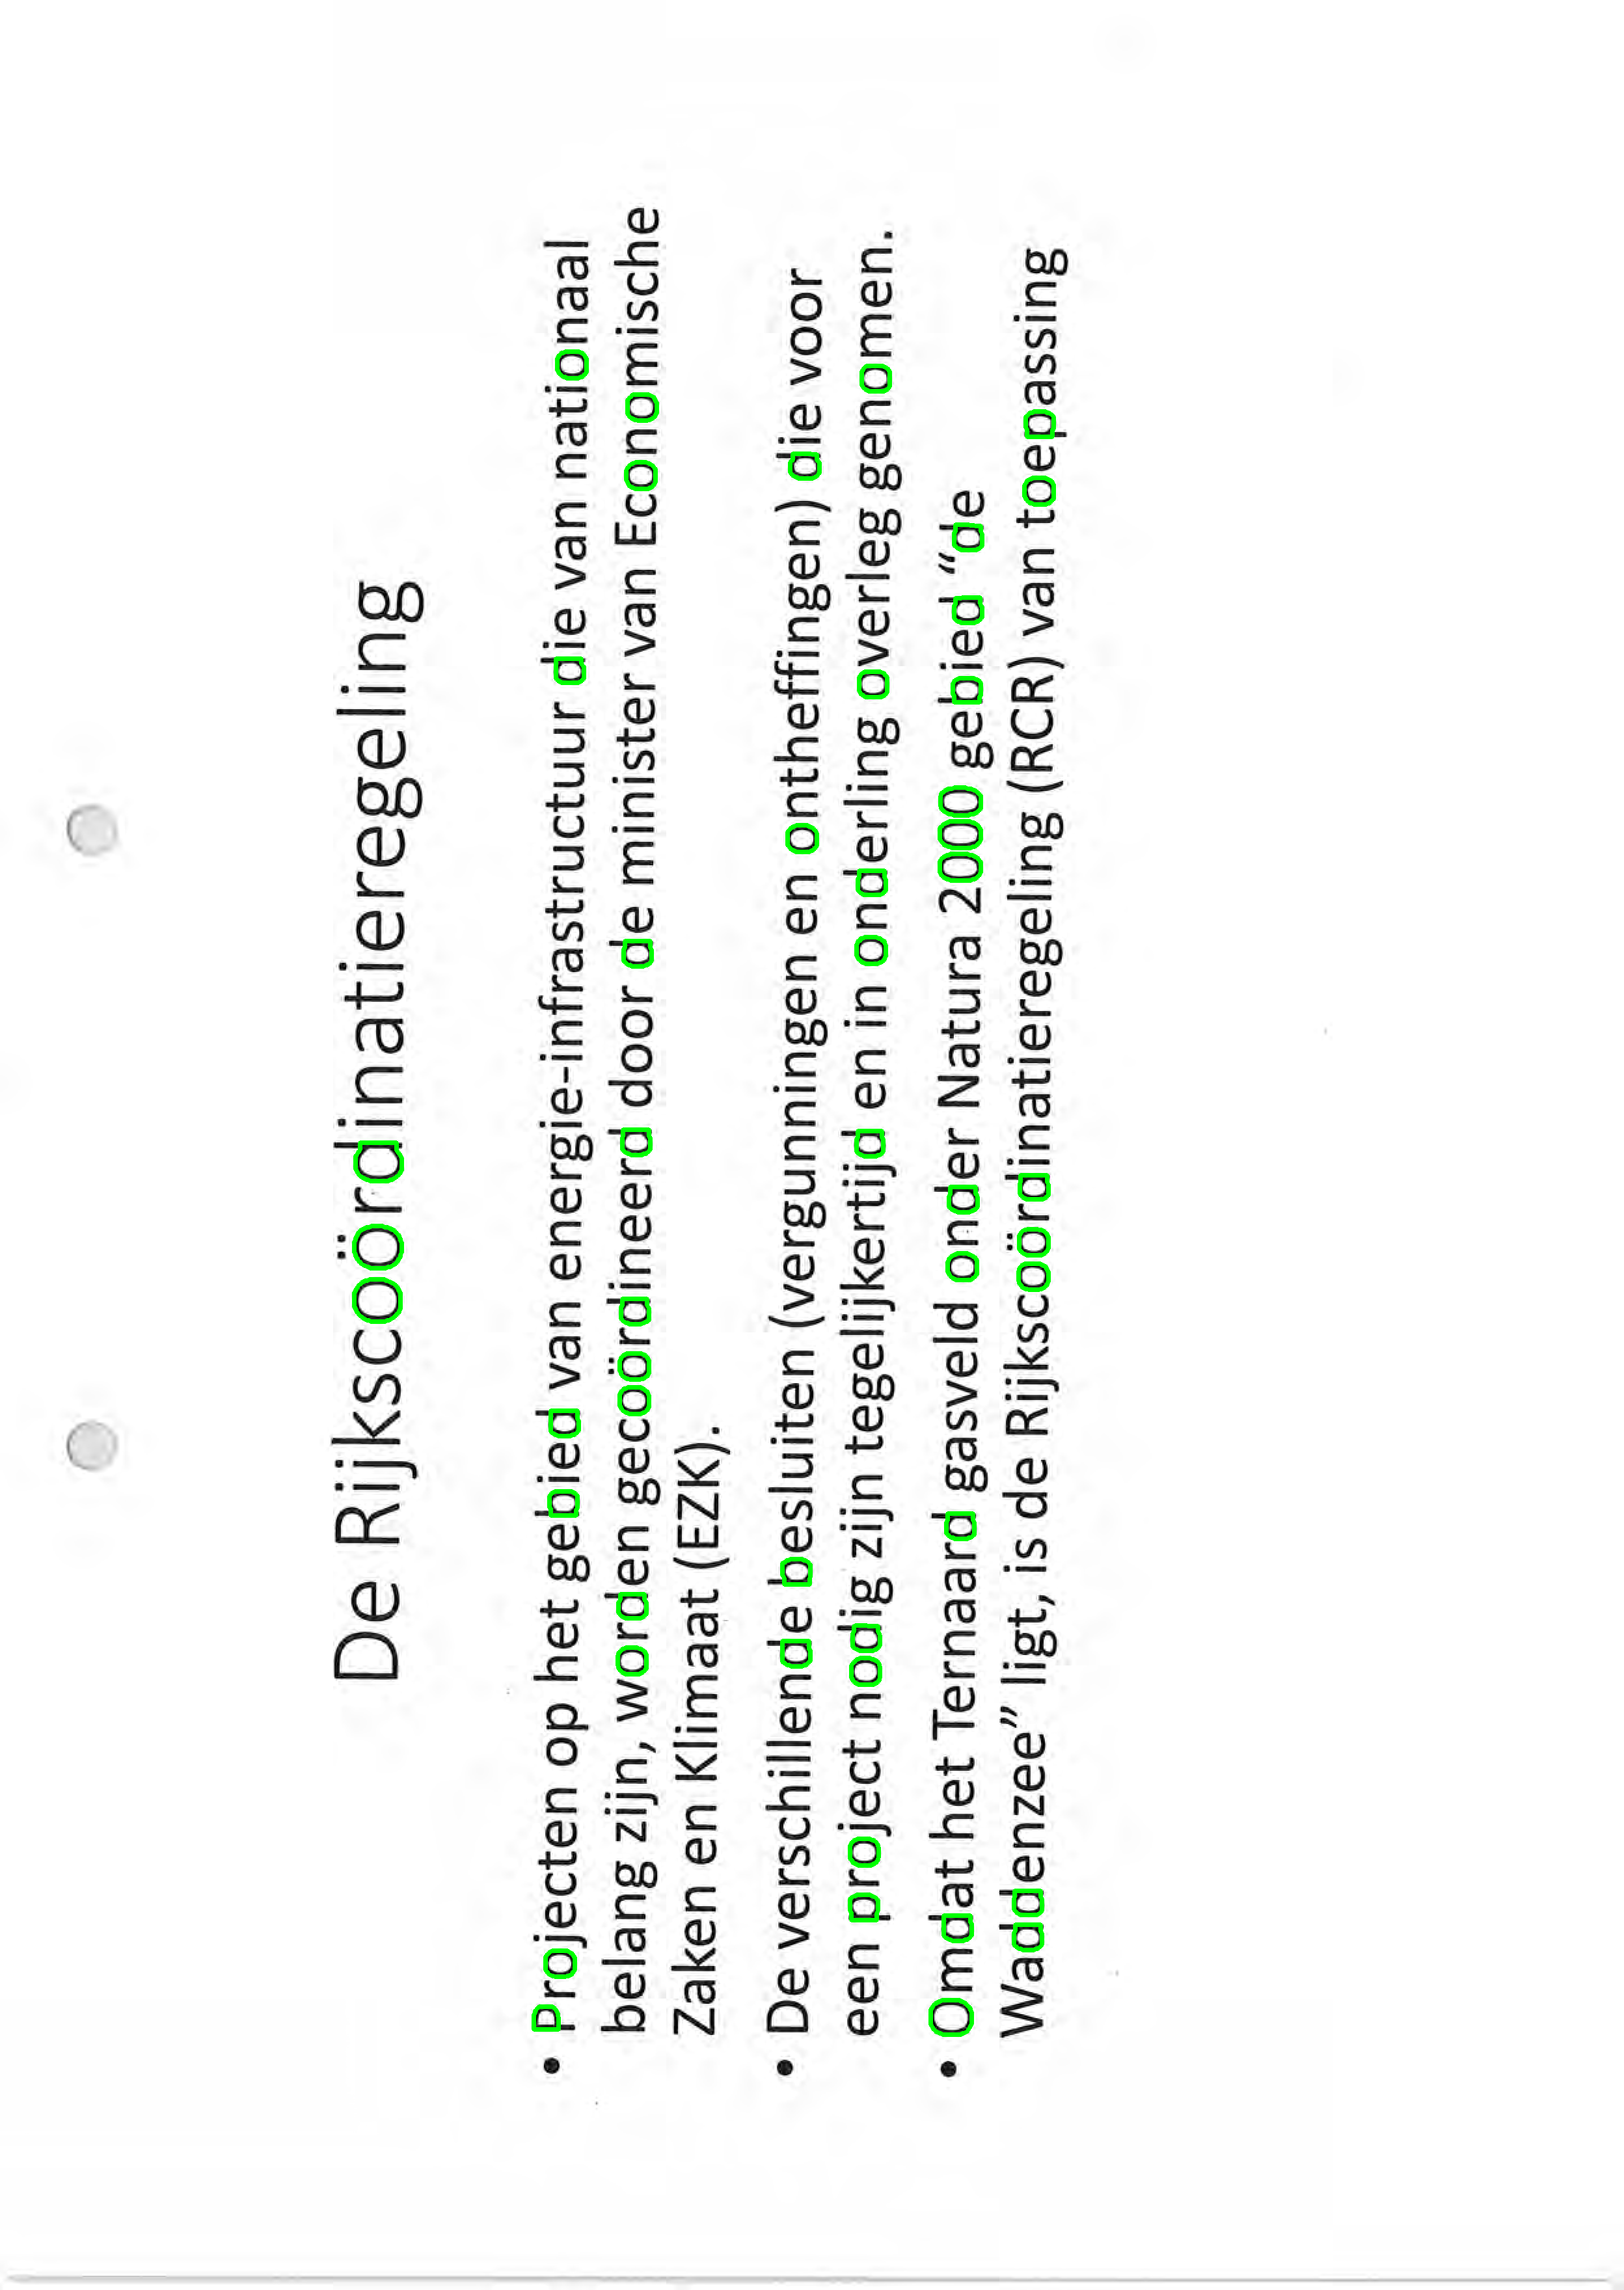 De Rijkscoördinatieregeling
• Projecten op het gebied van energie-infrastructuur die van nationaal
belang zijn, worden gecoördineerd door de minister van Economische
Zaken en Klimaat (EZK).
• De verschillende besluiten (vergunningen en ontheffingen) die voor
een project nodig zijn tegelijkertijd en in onderling overleg genomen.
• Omdat het Ternaard gasveld onder Natura 2000 gebied “de
Waddenzee” ligt, is de Rijkscoördinatieregeling (RCR) van toepassing